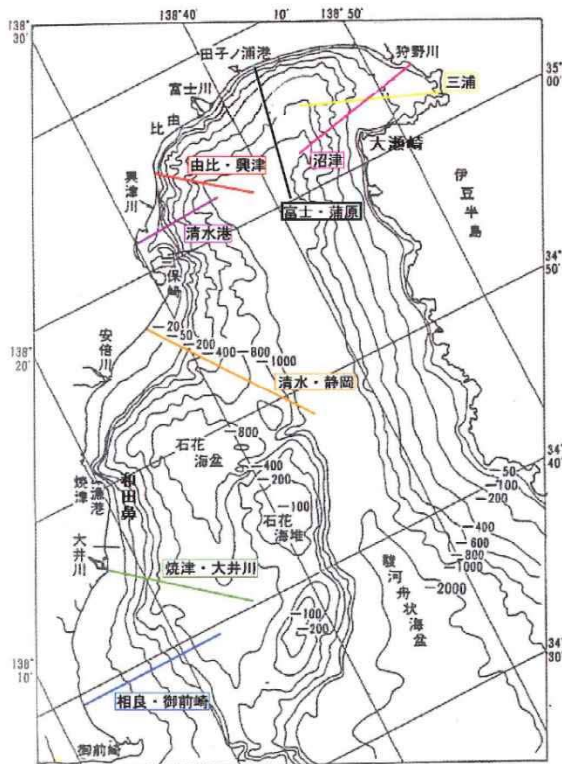 138°
30′
138°40′
10′
138°50′
田子ノ浦港
狩野川
富士川
三浦
35°
00′
由比
大瀬崎
沼津
由比・興津
興津川
富士・蒲原
伊豆半島
清水港
三保崎
34°
50′
安倍川
138°
20′
-20
-50
-200
-400
-800
-1000
清水・静岡
-800
石花海盆
-400
-200
34°
40′
-50
-100
-200
-100
石花海堆
和田鼻
焼津漁港
-400
-600
-800
-1000
大井川
駿河舟状海盆
-2000
焼津・大井川
-100
-200
34°
30′
138°
10′
相良・御前崎
御前崎